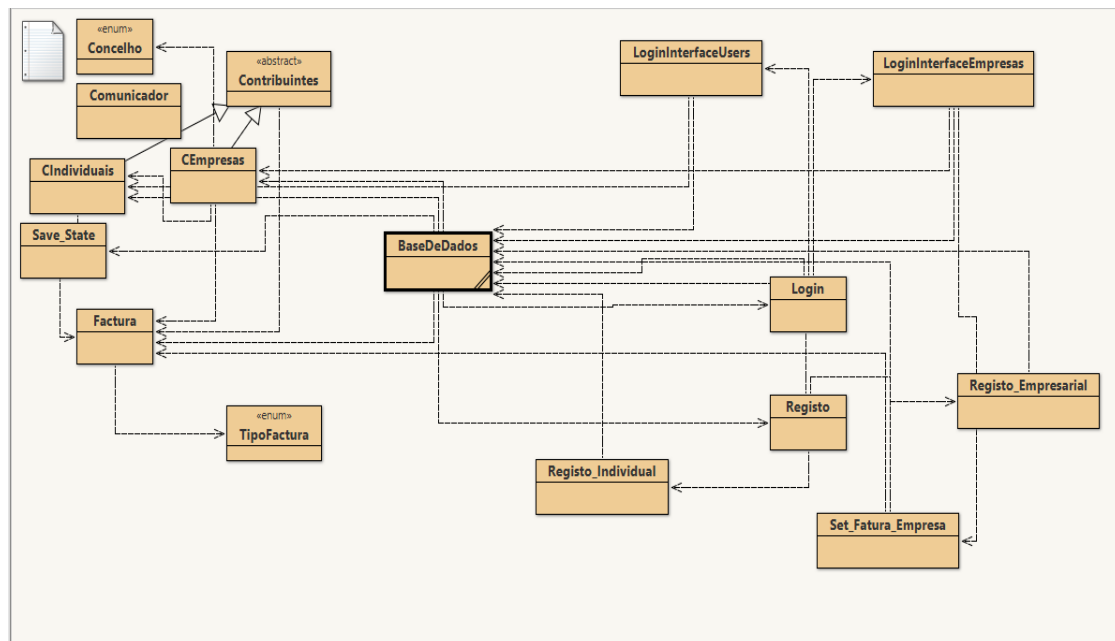 «enum»
Concelho
«abstract»
Contribuintes
LoginInterfaceUsers
LoginInterfaceEmpresas
Comunicador
CIndividuais
CEmpresas
Save_State
BaseDeDados
Login
Factura
Registo_Empresarial
«enum»
TipoFactura
Registo
Registo_Individual
Set_Fatura_Empresa